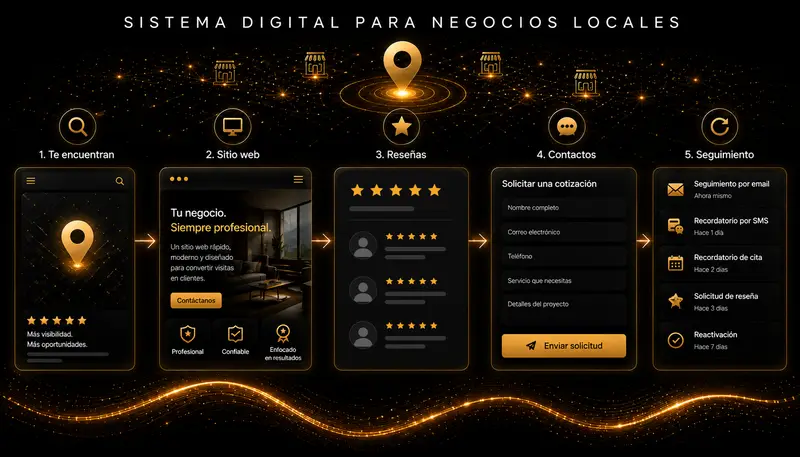 SISTEMA DIGITAL PARA NEGOCIOS LOCALES
1. Te encuentran
Más visibilidad.
Más oportunidades.
2. Sitio web
Tu negocio.
Siempre profesional.
Un sitio web rápido,
moderno y diseñado
para convertir visitas
en clientes.
Contáctanos
Profesional
Confiable
Enfocado
en resultados
3. Reseñas
4. Contactos
Solicitar una cotización
Nombre completo
Correo electrónico
Teléfono
Servicio que necesitas
Detalles del proyecto
Enviar solicitud
5. Seguimiento
Seguimiento por email
Ahora mismo
Recordatorio por SMS
Hace 1 día
Recordatorio de cita
Hace 2 días
Solicitud de reseña
Hace 3 días
Reactivación
Hace 7 días